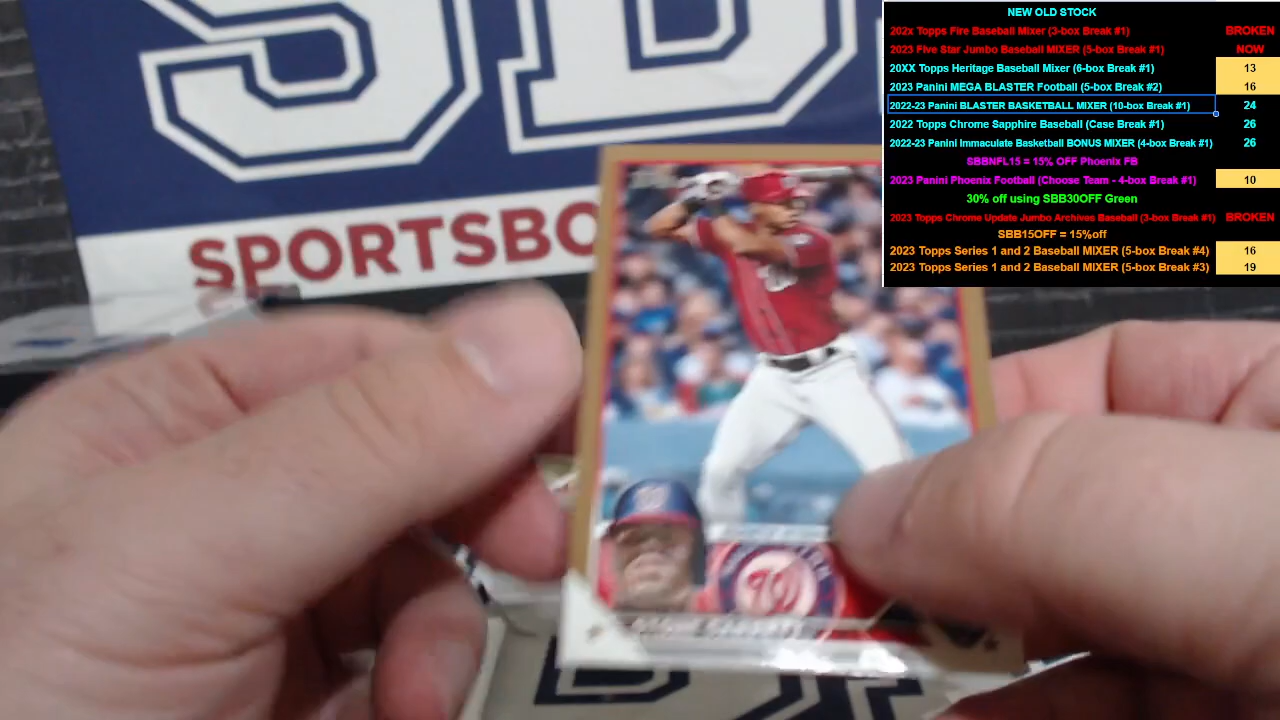 NEW OLD STOCK
202x Topps Fire Baseball Mixer (3-box Break #1) BROKEN
2023 Five Star Jumbo Baseball MIXER (5-box Break #1) NOW
20XX Topps Heritage Baseball Mixer (6-box Break #1) 13
2023 Panini MEGA BLASTER Football (5-box Break #2) 16
2022-23 Panini BLASTER BASKETBALL MIXER (10-box Break #1) 24
2022 Topps Chrome Sapphire Baseball (Case Break #1) 26
2022-23 Panini Immaculate Basketball BONUS MIXER (4-box Break #1) 26
SBBNFL15 = 15% OFF Phoenix FB
2023 Panini Phoenix Football (Choose Team - 4-box Break #1) 10
30% off using SBB30OFF Green
2023 Topps Chrome Update Jumbo Archives Baseball (3-box Break #1) BROKEN
SBB15OFF = 15%off
2023 Topps Series 1 and 2 Baseball MIXER (5-box Break #4) 16
2023 Topps Series 1 and 2 Baseball MIXER (5-box Break #3) 19
SPORTSBO
W